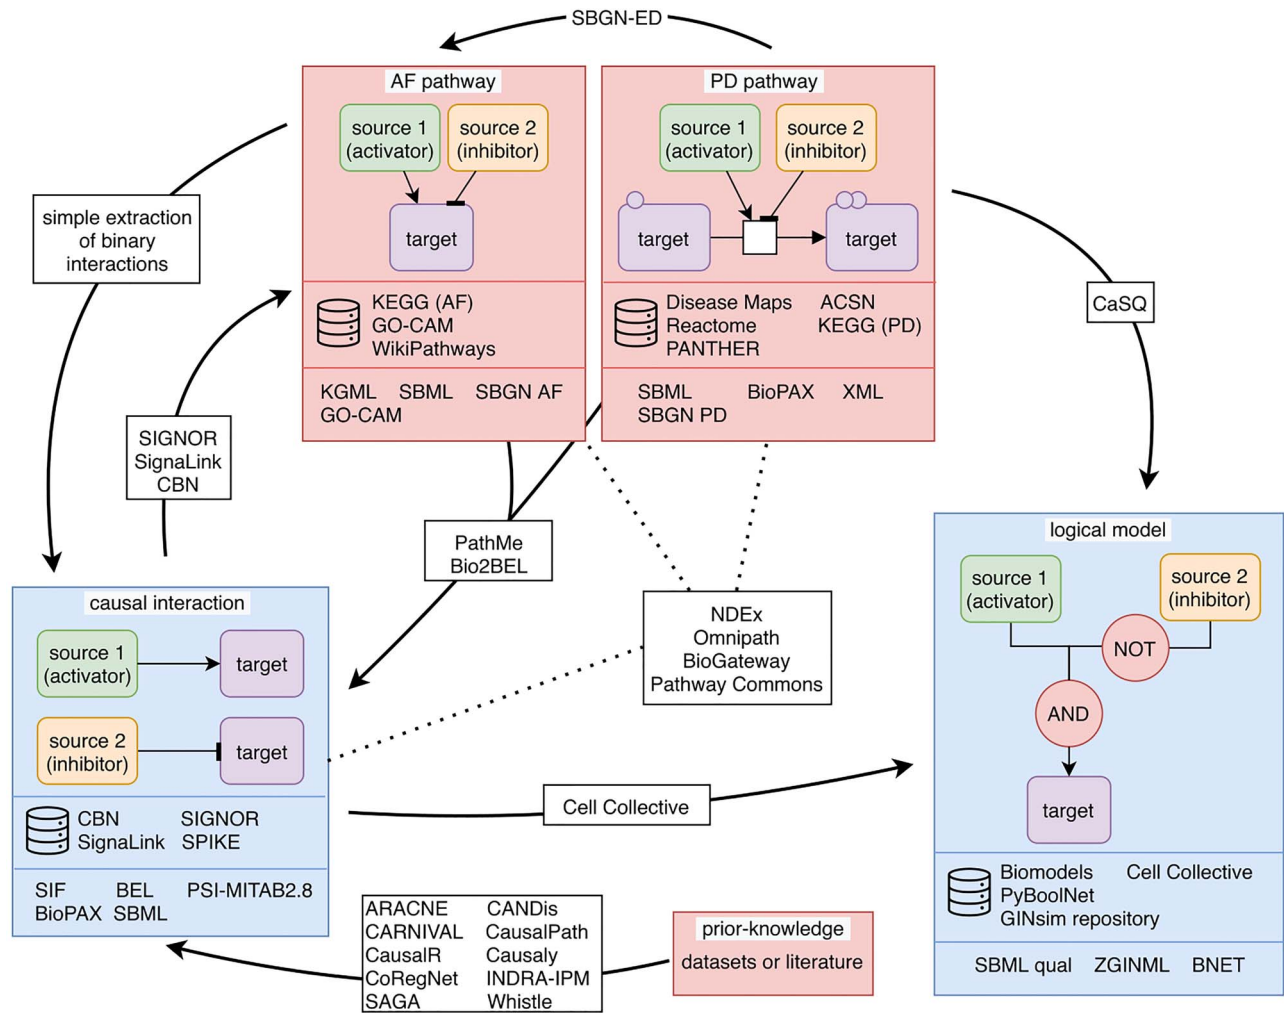 SBGN-ED
AF pathway
source 1
(activator)
source 2
(inhibitor)
target
KEGG (AF)
GO-CAM
WikiPathways
KGML SBML SBGN AF
GO-CAM
PD pathway
source 1
(activator)
source 2
(inhibitor)
target
target
Disease Maps ACSN
Reactome KEGG (PD)
PANTHER
SBML BioPAX XML
SBGN PD
simple extraction
of binary
interactions
SIGNOR
SignaLink
CBN
CaSQ
PathMe
Bio2BEL
NDEx
Omnipath
BioGateway
Pathway Commons
causal interaction
source 1
(activator)
target
source 2
(inhibitor)
target
CBN SIGNOR
SignaLink SPIKE
SIF BEL PSI-MITAB2.8
BioPAX SBML
Cell Collective
logical model
source 1
(activator)
source 2
(inhibitor)
NOT
AND
target
Biomodels Cell Collective
PyBoolNet
GINsim repository
SBML qual ZGINML BNET
ARACNE CANDis
CARNIVAL CausalPath
CausalR Causaly
CoRegNet INDRA-IPM
SAGA Whistle
prior-knowledge
datasets or literature